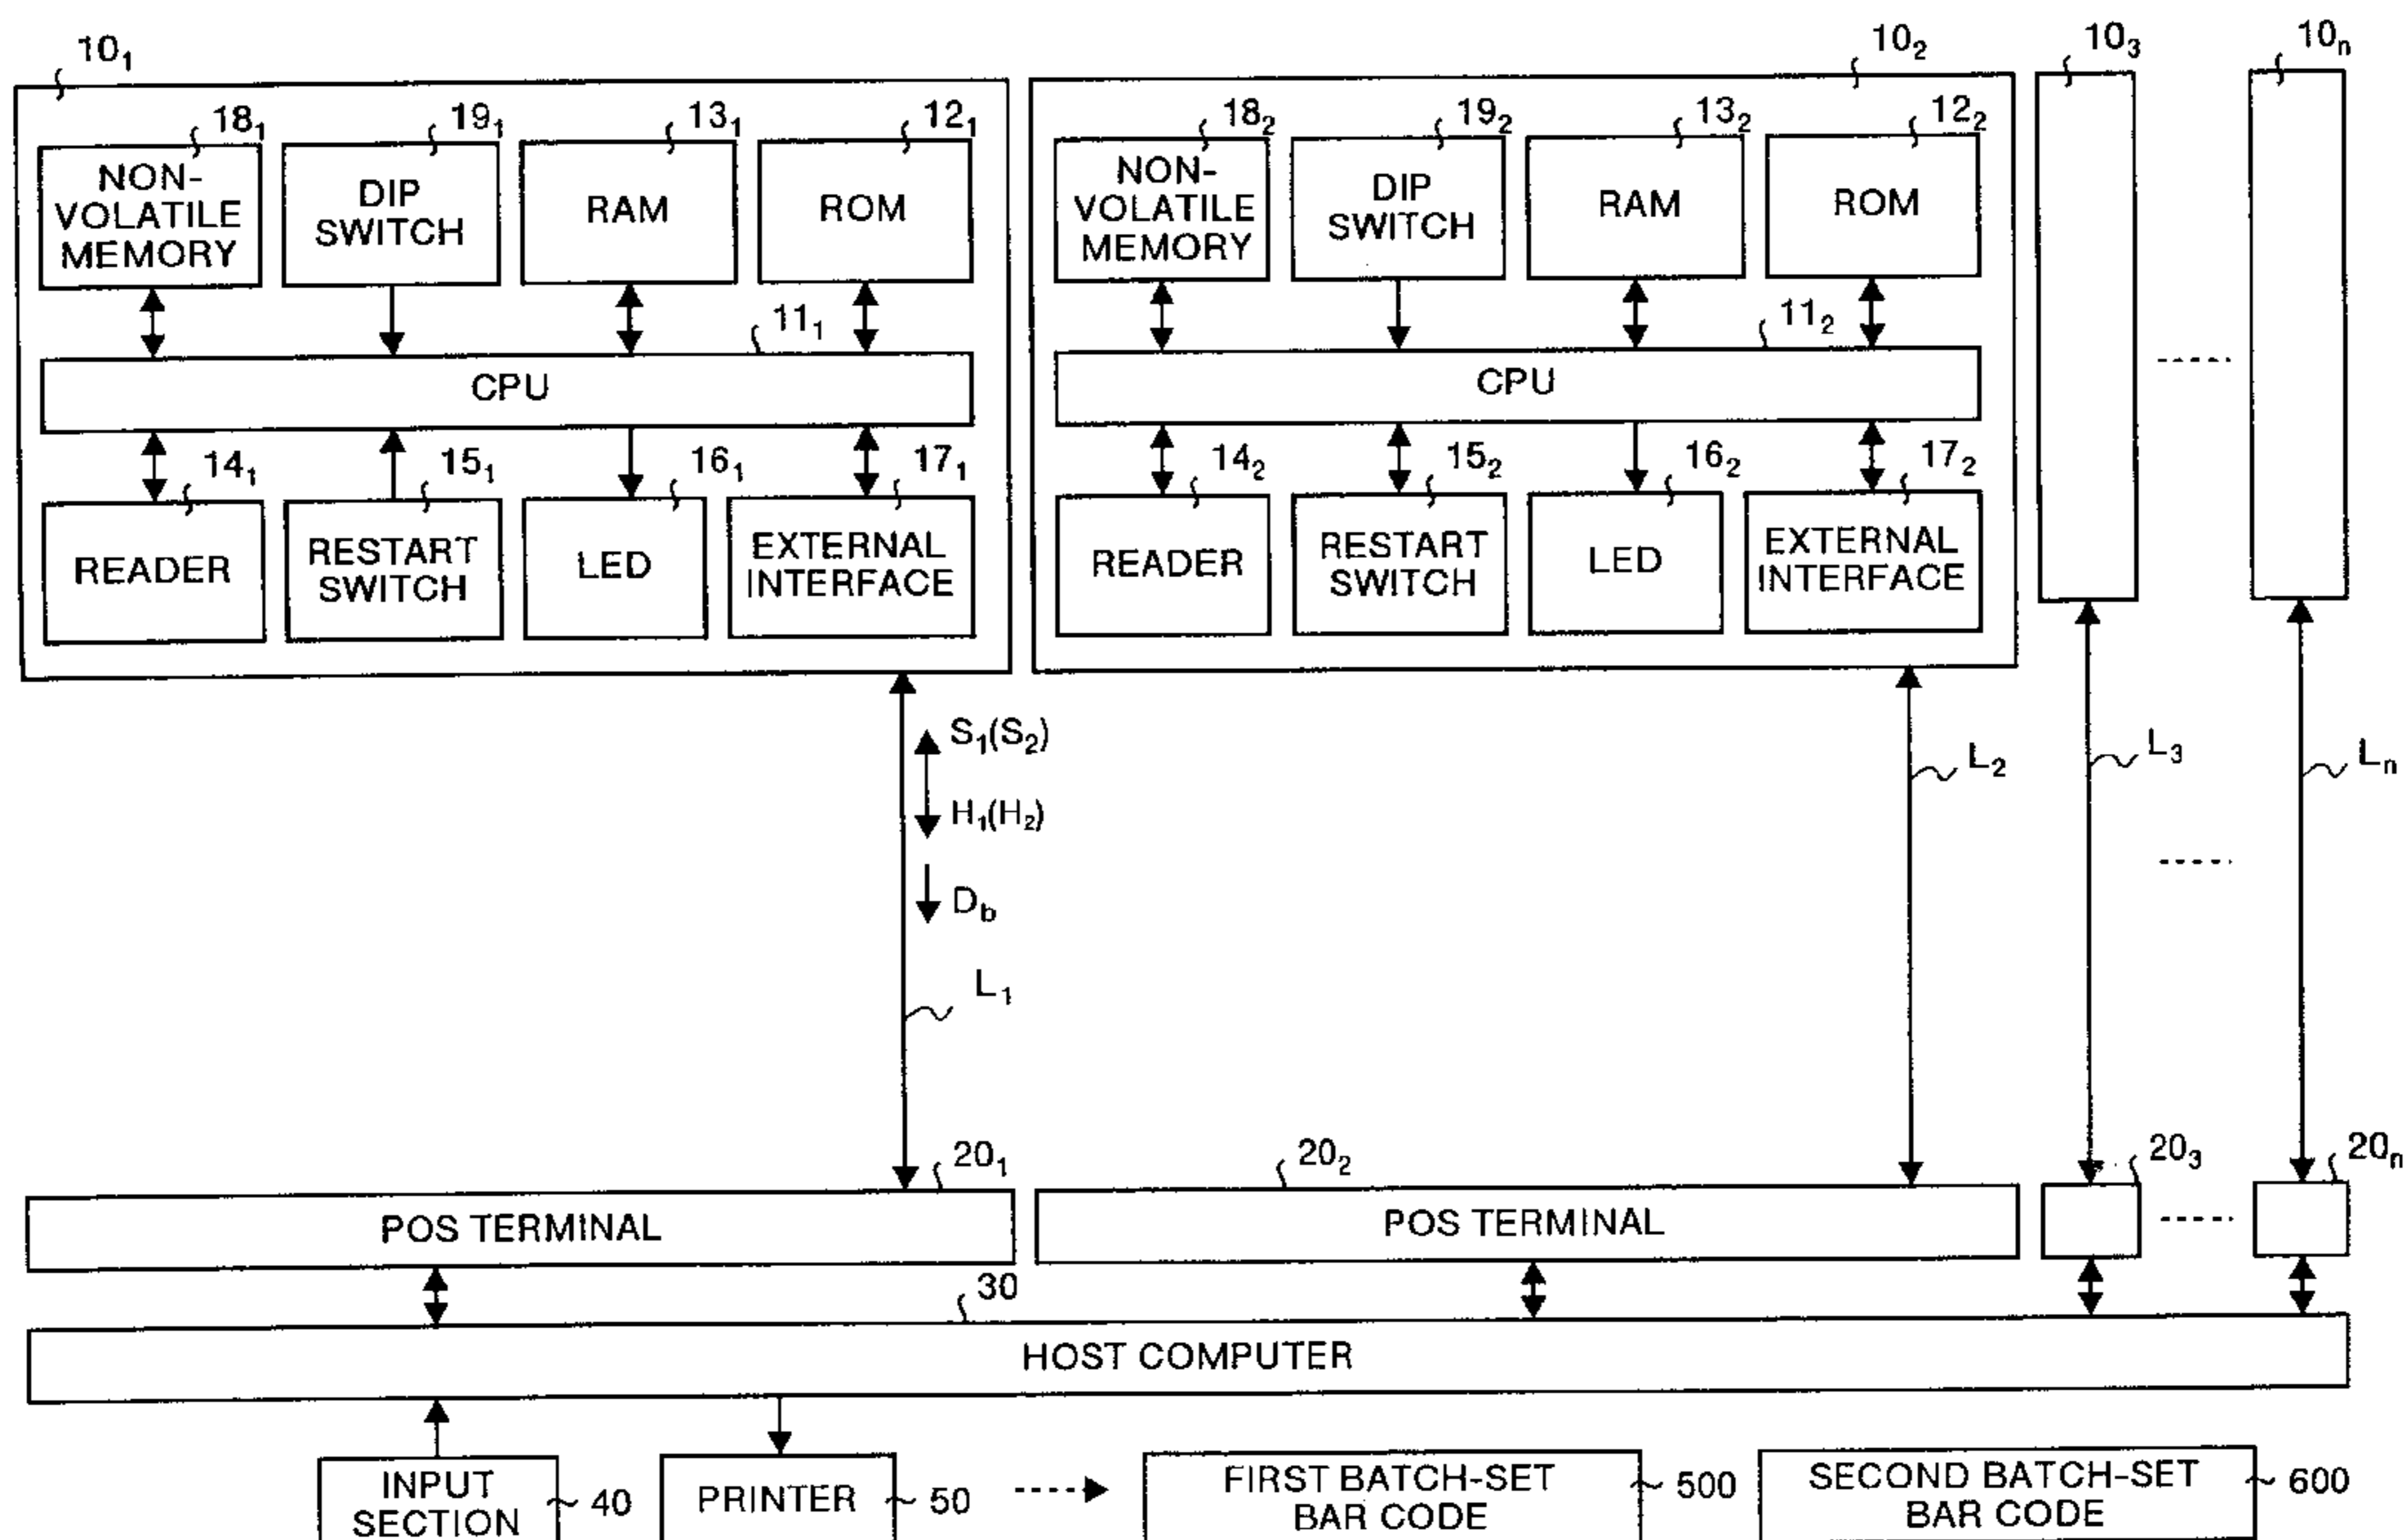 10₁ 10₂ 10₃ 10ₙ
18₁ 19₁ 13₁ 12₁ 18₂ 19₂ 13₂ 12₂
NON-
VOLATILE
MEMORY
DIP
SWITCH
RAM
ROM
NON-
VOLATILE
MEMORY
DIP
SWITCH
RAM
ROM
11₁ 11₂
CPU
CPU
14₁ 15₁ 16₁ 17₁ 14₂ 15₂ 16₂ 17₂
READER
RESTART
SWITCH
LED
EXTERNAL
INTERFACE
READER
RESTART
SWITCH
LED
EXTERNAL
INTERFACE
S₁(S₂)
H₁(H₂)
D_b
L₁
L₂
L₃
Lₙ
20₁ 20₂ 20₃ 20ₙ
POS TERMINAL
POS TERMINAL
30
HOST COMPUTER
INPUT
SECTION
40
PRINTER
50
FIRST BATCH-SET
BAR CODE
500
SECOND BATCH-SET
BAR CODE
600